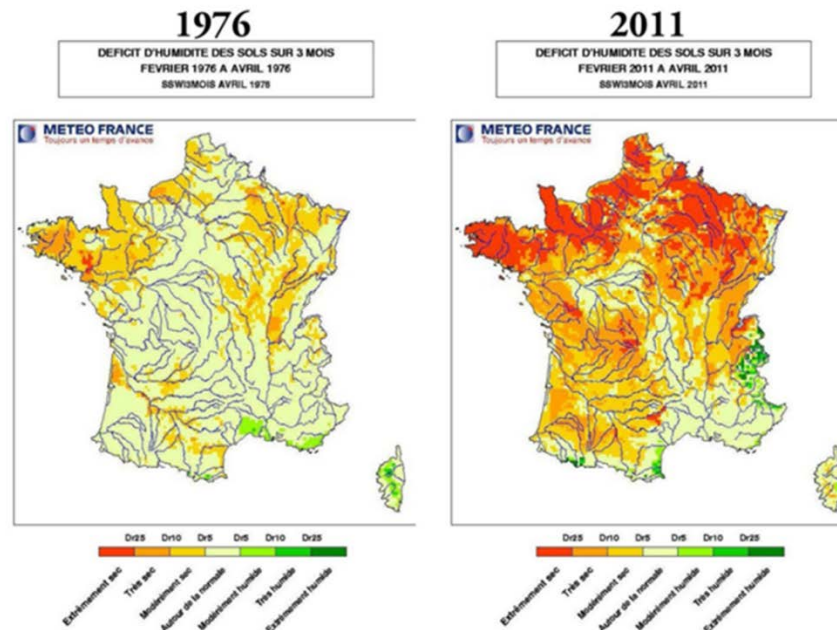 1976
DEFICIT D'HUMIDITE DES SOLS SUR 3 MOIS
FEVRIER 1976 A AVRIL 1976
SSWI3MOIS AVRIL 1976
METEO FRANCE
Toujours un temps d'avance
Dr25 Dr10 Dr5 Dr5 Dr10 Dr25
Extrêmement sec
Très sec
Modérément sec
Autour de la normale
Modérément humide
Très humide
Extrêmement humide
2011
DEFICIT D'HUMIDITE DES SOLS SUR 3 MOIS
FEVRIER 2011 A AVRIL 2011
SSWI3MOIS AVRIL 2011
METEO FRANCE
Toujours un temps d'avance
Dr25 Dr10 Dr5 Dr5 Dr10 Dr25
Extrêmement sec
Très sec
Modérément sec
Autour de la normale
Modérément humide
Très humide
Extrêmement humide